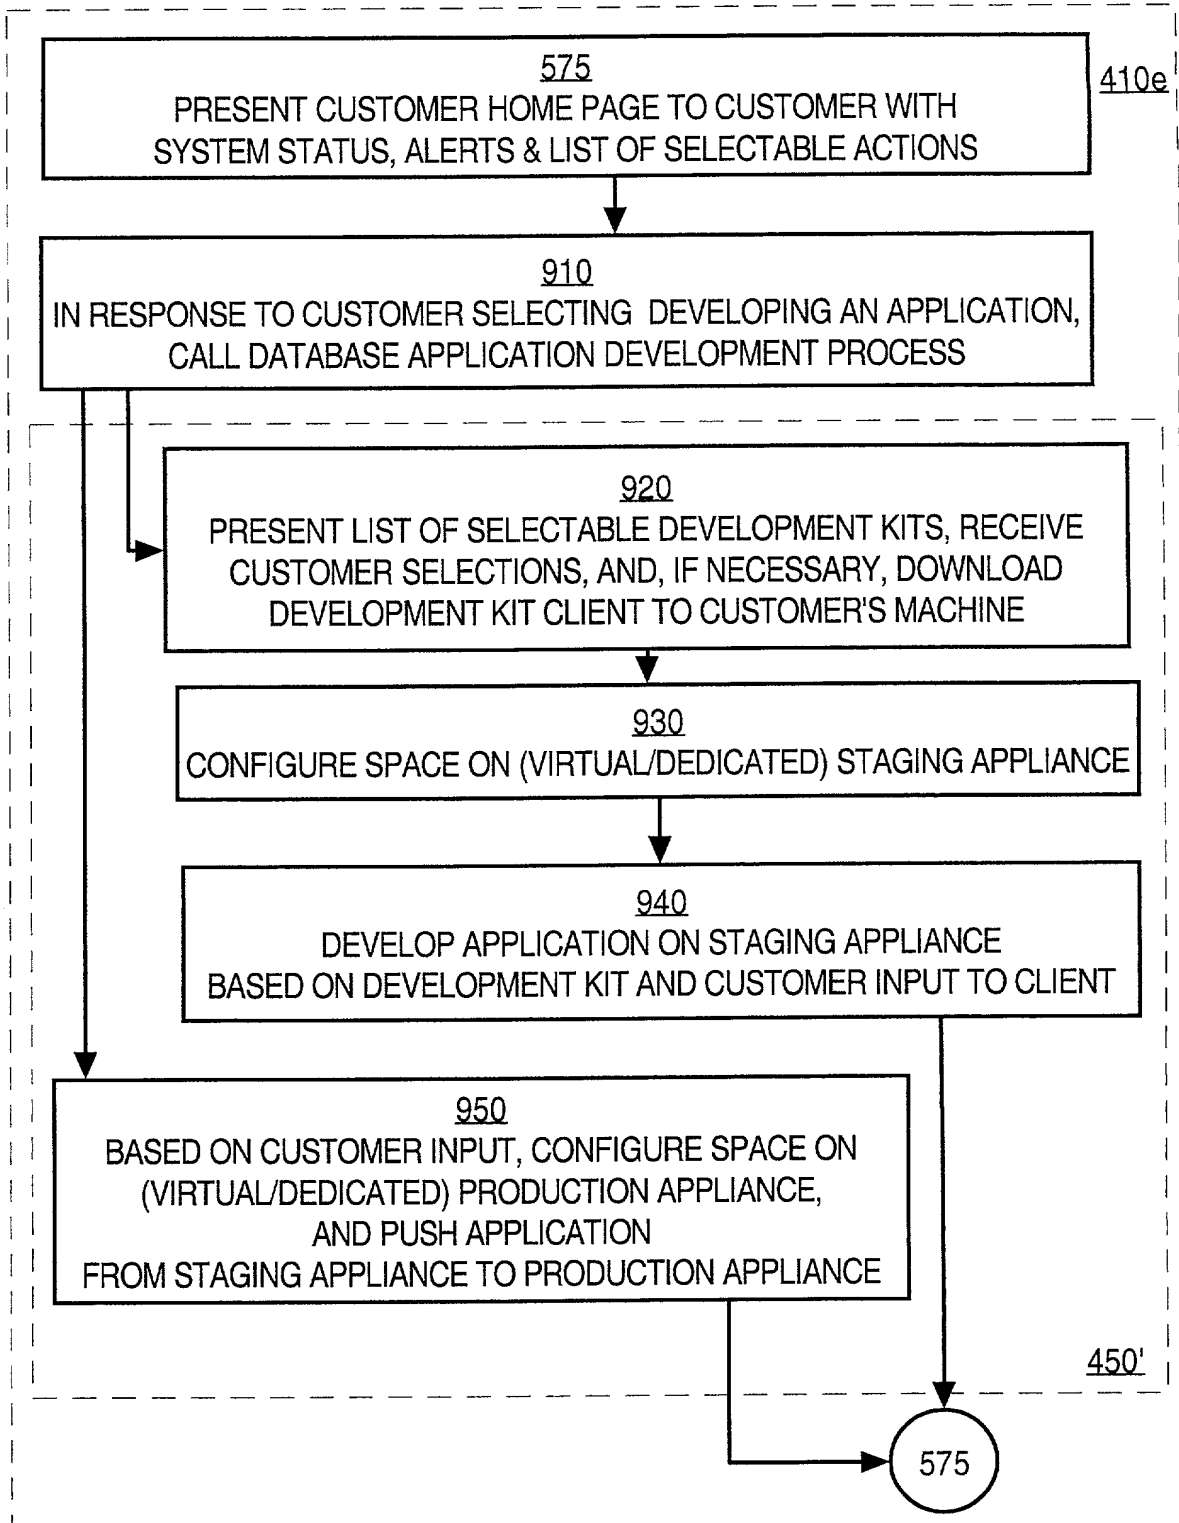 575
PRESENT CUSTOMER HOME PAGE TO CUSTOMER WITH
SYSTEM STATUS, ALERTS & LIST OF SELECTABLE ACTIONS
410e
910
IN RESPONSE TO CUSTOMER SELECTING DEVELOPING AN APPLICATION,
CALL DATABASE APPLICATION DEVELOPMENT PROCESS
920
PRESENT LIST OF SELECTABLE DEVELOPMENT KITS, RECEIVE
CUSTOMER SELECTIONS, AND, IF NECESSARY, DOWNLOAD
DEVELOPMENT KIT CLIENT TO CUSTOMER'S MACHINE
930
CONFIGURE SPACE ON (VIRTUAL/DEDICATED) STAGING APPLIANCE
940
DEVELOP APPLICATION ON STAGING APPLIANCE
BASED ON DEVELOPMENT KIT AND CUSTOMER INPUT TO CLIENT
950
BASED ON CUSTOMER INPUT, CONFIGURE SPACE ON
(VIRTUAL/DEDICATED) PRODUCTION APPLIANCE,
AND PUSH APPLICATION
FROM STAGING APPLIANCE TO PRODUCTION APPLIANCE
450'
575